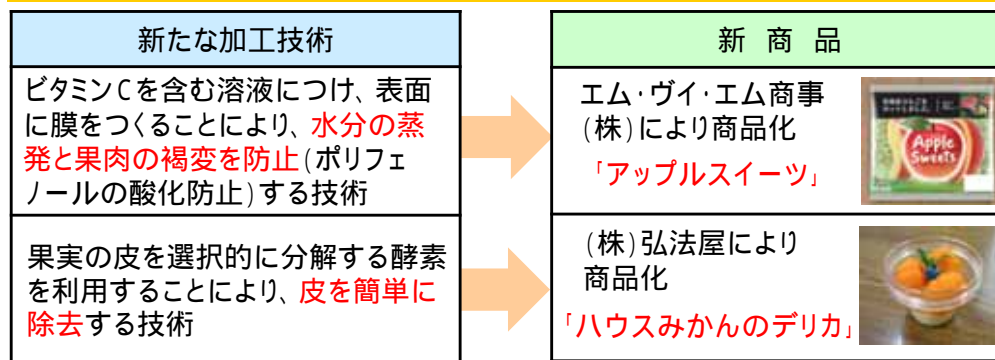 新たな加工技術
ビタミンCを含む溶液につけ、表面
に膜をつくることにより、水分の蒸
発と果肉の褐変を防止(ポリフェ
ノールの酸化防止)する技術
果実の皮を選択的に分解する酵素
を利用することにより、皮を簡単に
除去する技術
新 商 品
エム・ヴイ・エム商事
(株)により商品化
「アップルスイーツ」
Apple
Sweets
(株)弘法屋により
商品化
「ハウスみかんのデリカ」